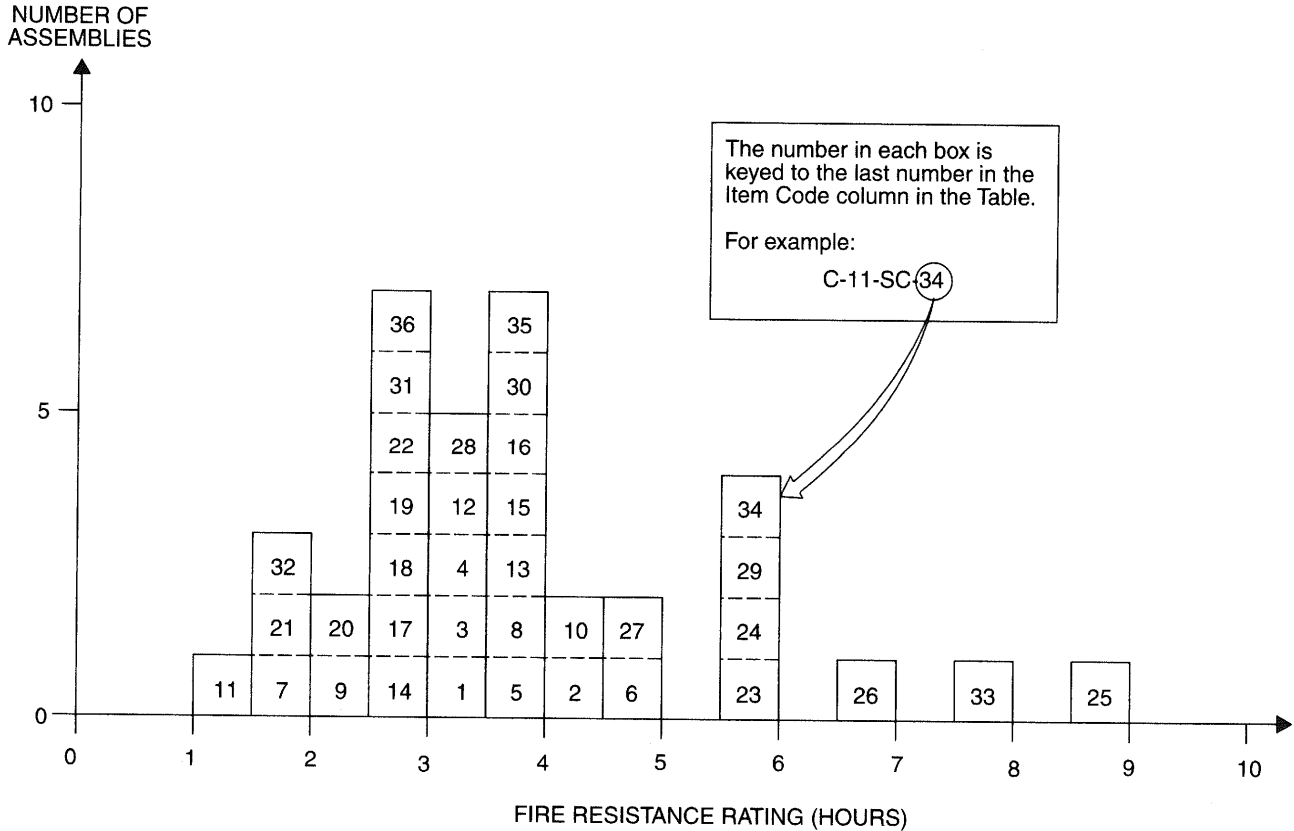 NUMBER OF
ASSEMBLIES
10
The number in each box is
keyed to the last number in the
Item Code column in the Table.
For example:
C-11-SC-34
36 35
31 30
5
22 28 16
19 12 15 34
32 18 4 13 29
21 20 17 3 8 10 27 24
11 7 9 14 1 5 2 6 23 26 33 25
0
0 1 2 3 4 5 6 7 8 9 10
FIRE RESISTANCE RATING (HOURS)